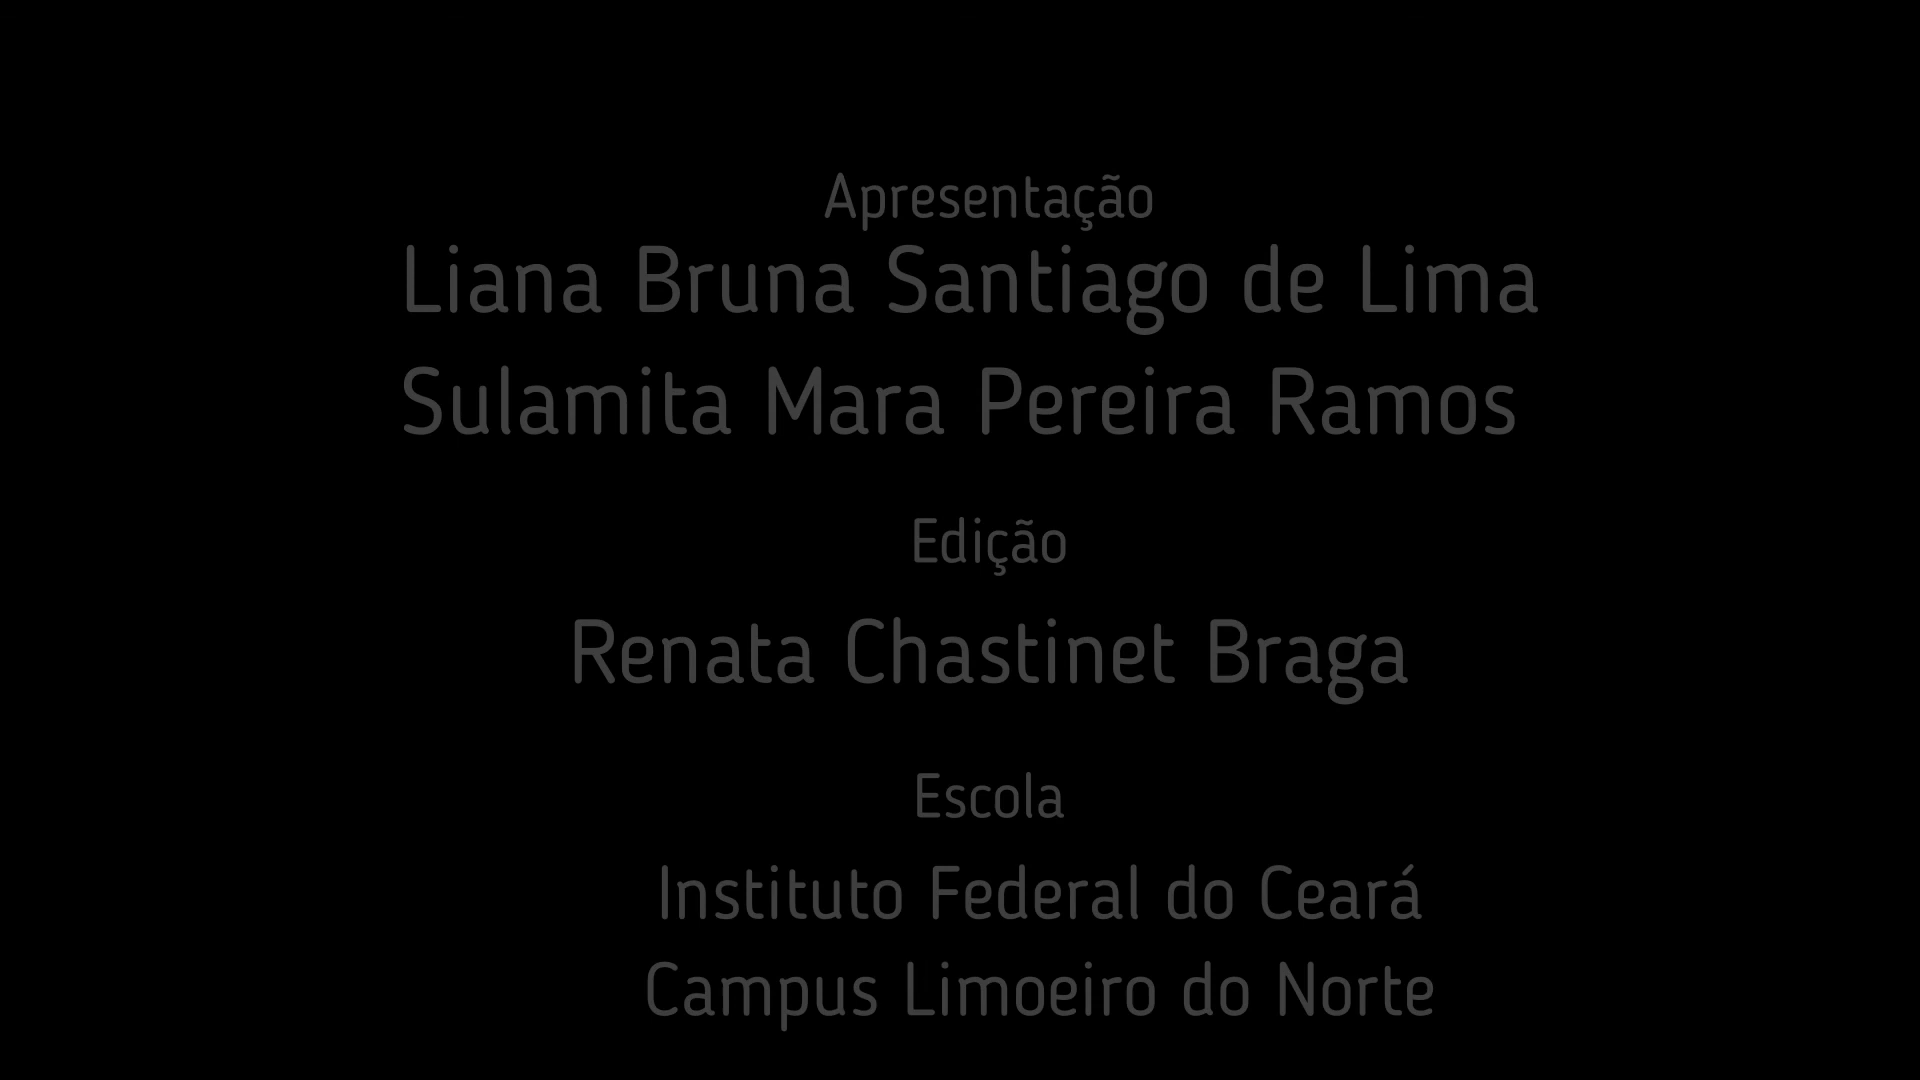 Apresentação
Liana Bruna Santiago de Lima
Sulamita Mara Pereira Ramos
Edição
Renata Chastinet Braga
Escola
Instituto Federal do Ceará
Campus Limoeiro do Norte